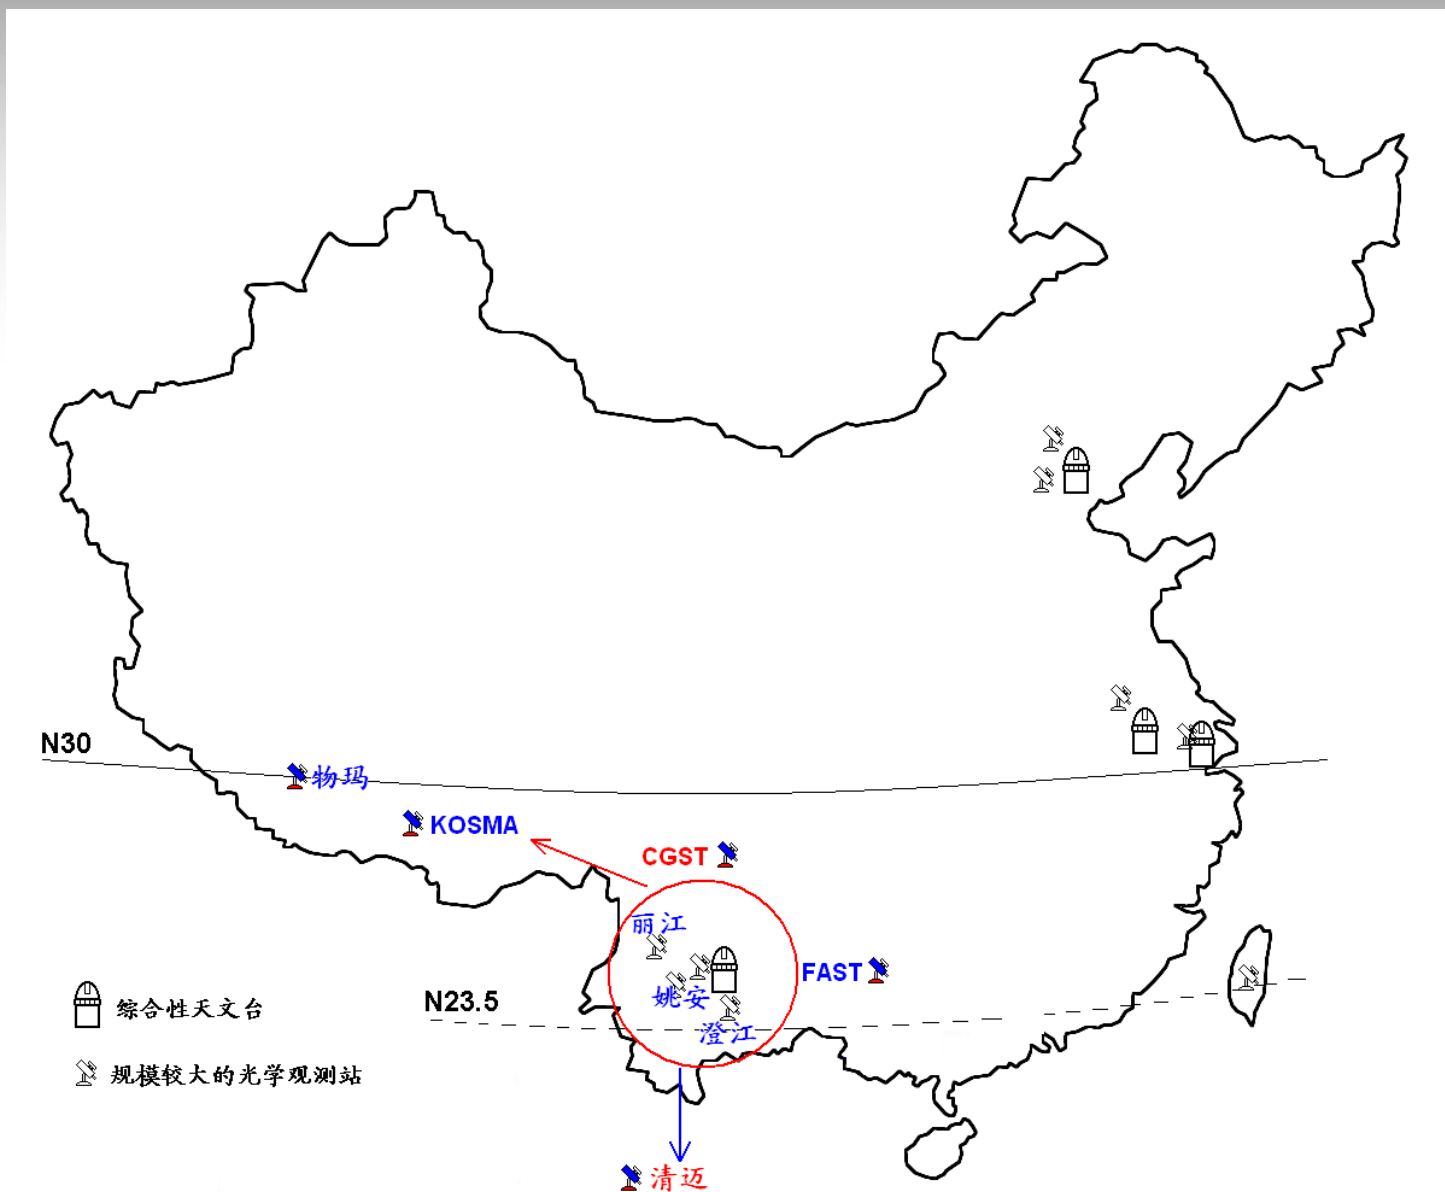 N30
物玛
KOSMA
CGST
丽江
FAST
姚安
N23.5
综合性天文台
澄江
规模较大的光学观测站
清迈